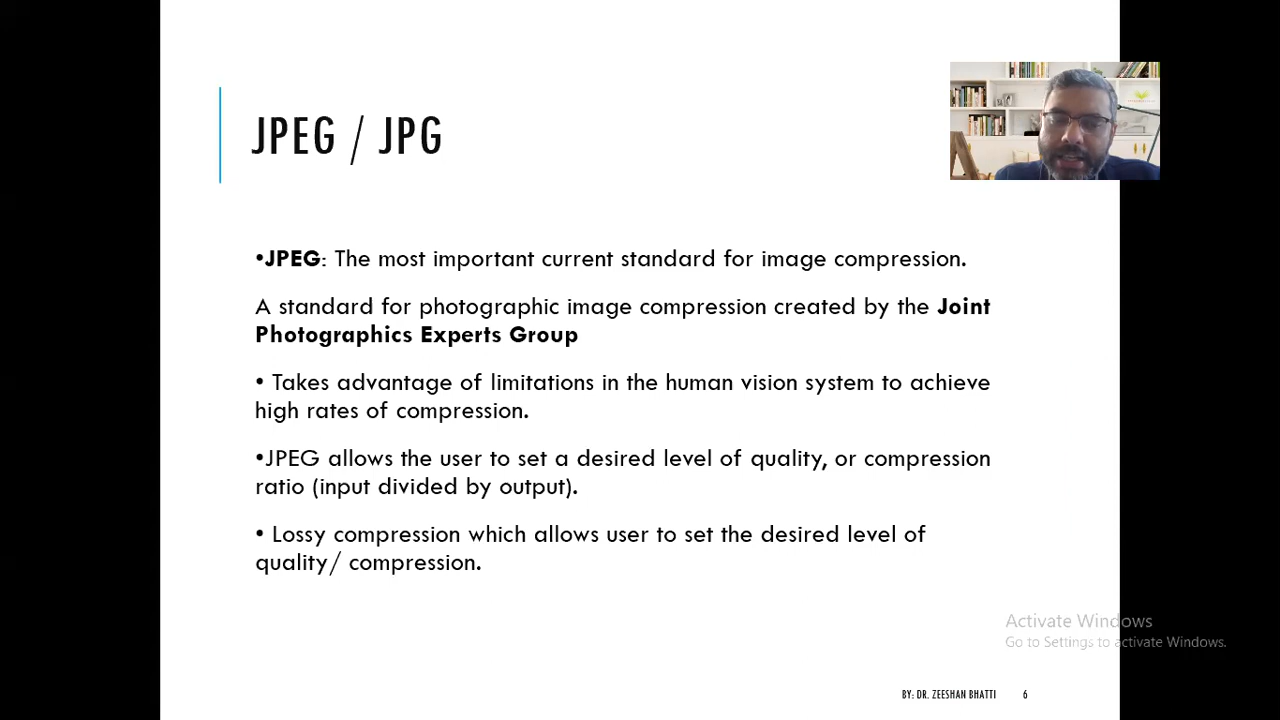 JPEG / JPG
•JPEG: The most important current standard for image compression.
A standard for photographic image compression created by the Joint
Photographics Experts Group
• Takes advantage of limitations in the human vision system to achieve
high rates of compression.
•JPEG allows the user to set a desired level of quality, or compression
ratio (input divided by output).
• Lossy compression which allows user to set the desired level of
quality/ compression.
Activate Windows
Go to Settings to activate Windows.
BY: DR. ZEESHAN BHATTI 6